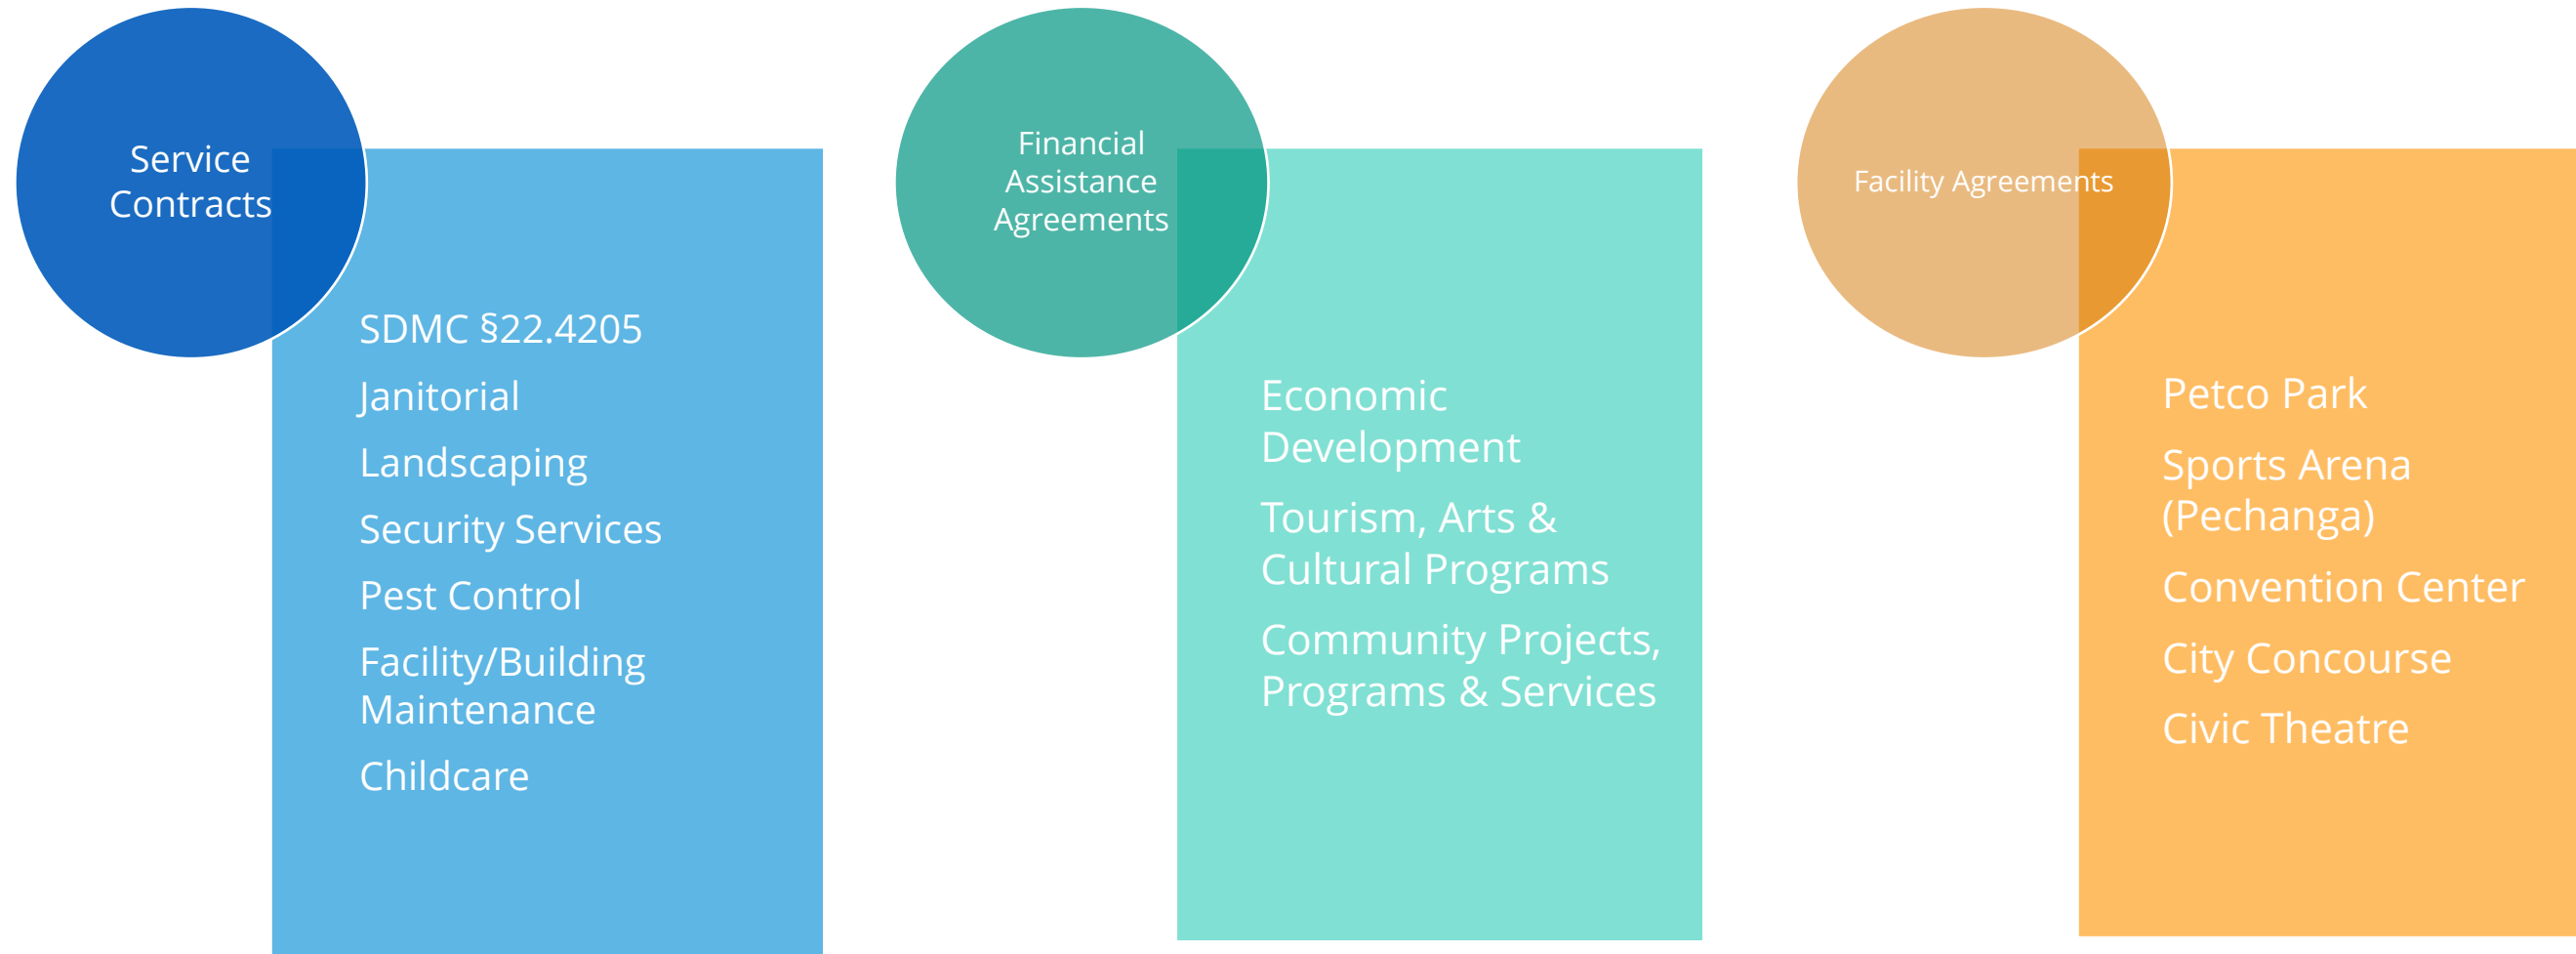 Service
Contracts
SDMC §22.4205
Janitorial
Landscaping
Security Services
Pest Control
Facility/Building
Maintenance
Childcare
Financial
Assistance
Agreements
Economic
Development
Tourism, Arts &
Cultural Programs
Community Projects,
Programs & Services
Facility Agreements
Petco Park
Sports Arena
(Pechanga)
Convention Center
City Concourse
Civic Theatre